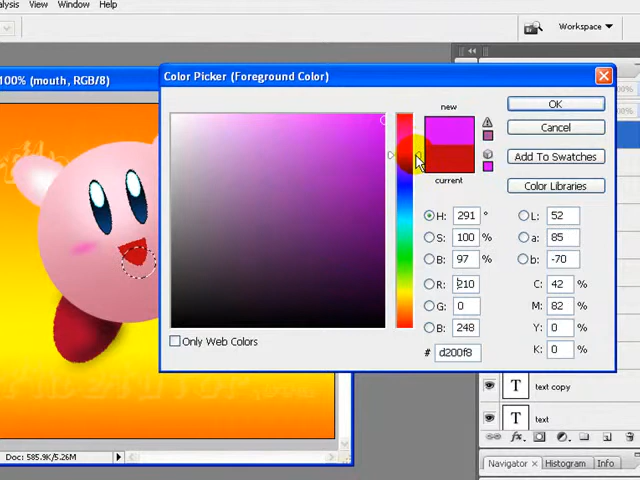 alysis View Window Help
Workspace
100% (mouth, RGB/8)
Color Picker (Foreground Color)
new
current
OK
Cancel
Add To Swatches
Color Libraries
H: 291 °
S: 100 %
B: 97 %
R: 210
G: 0
B: 248
# d200f8
L: 52
a: 85
b: -70
C: 42 %
M: 82 %
Y: 0 %
K: 0 %
Only Web Colors
T text copy
T text
Doc: 585.9K/5.26M
Navigator Histogram Info